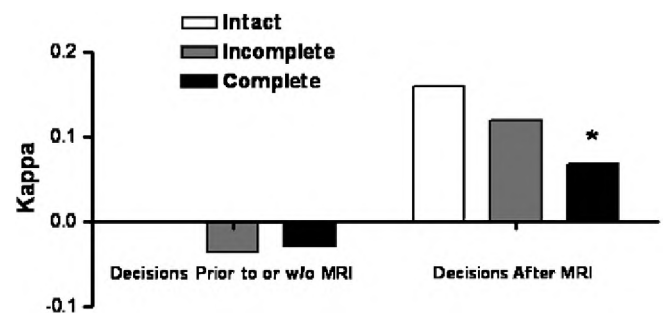 Intact
Incomplete
Complete
Kappa
0.2
0.1
0.0
-0.1
Decisions Prior to or w/o MRI
Decisions After MRI
*